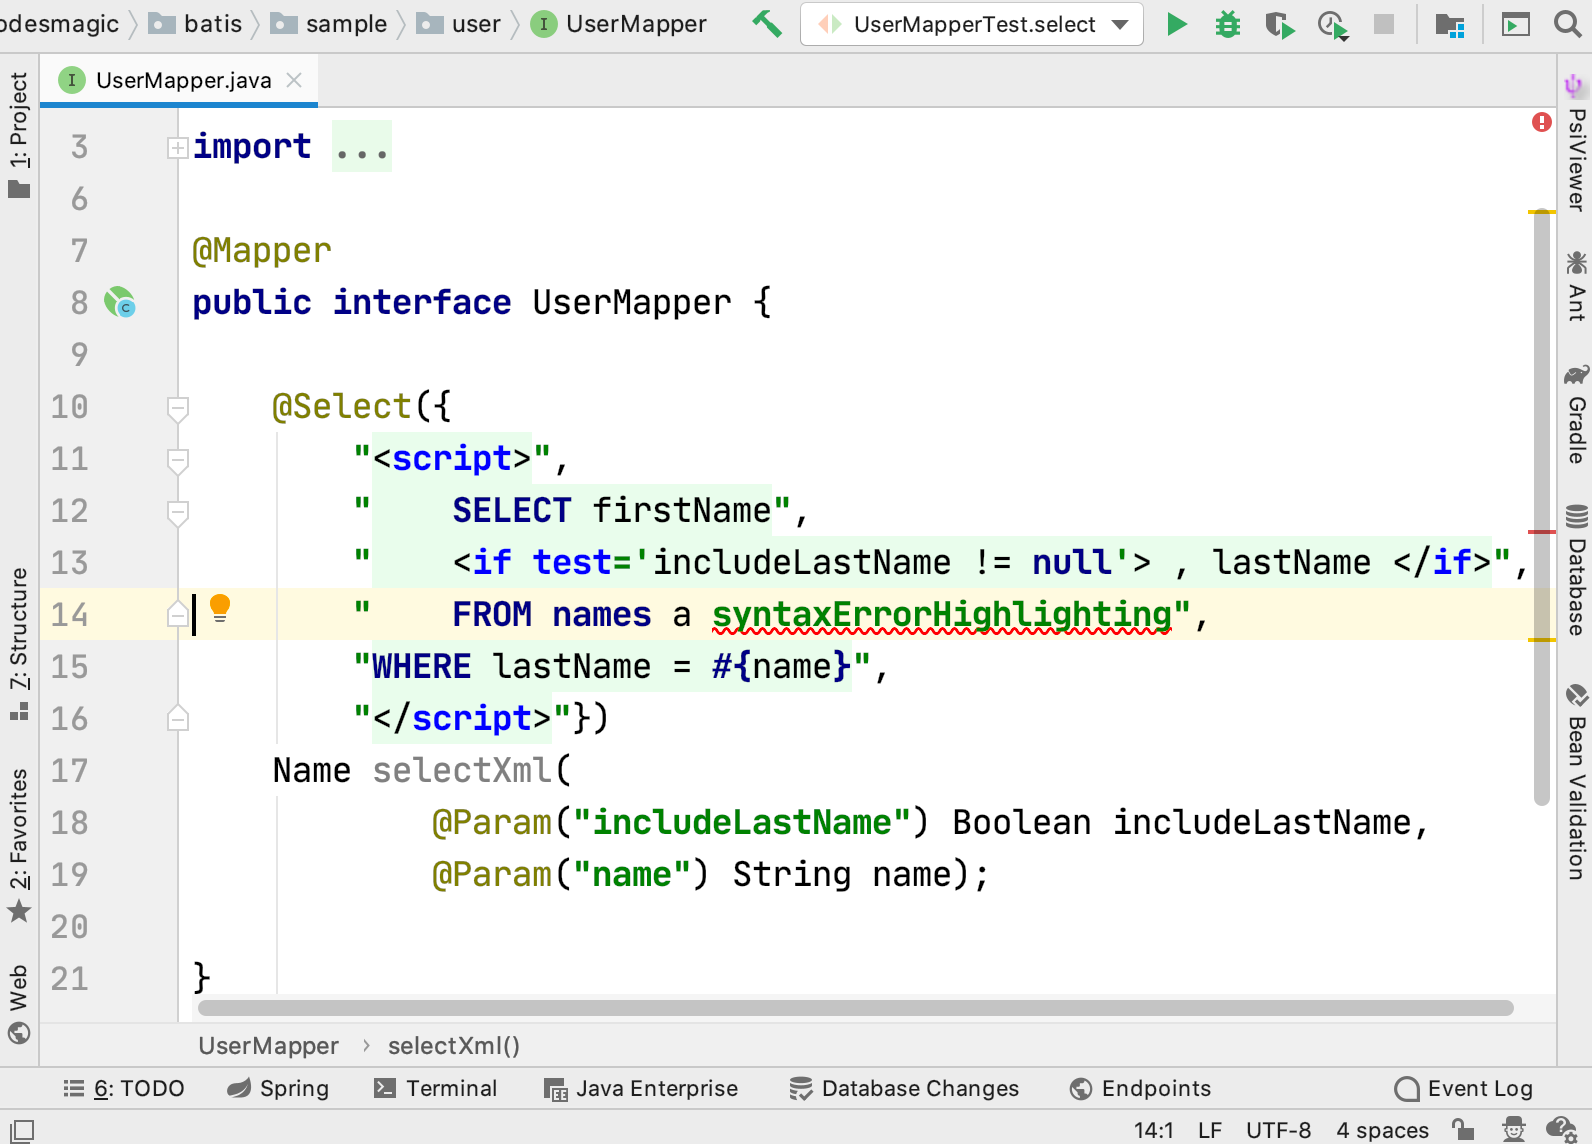 odesmagic batis sample user I UserMapper UserMapperTest.select
I UserMapper.java
3 import ...
6
7 @Mapper
8 public interface UserMapper {
9
10 @Select({
11 "<script>",
12 " SELECT firstName",
13 " <if test='includeLastName != null'> , lastName </if>",
14 " FROM names a syntaxErrorHighlighting",
15 "WHERE lastName = #{name}",
16 "</script>"})
17 Name selectXml(
18 @Param("includeLastName") Boolean includeLastName,
19 @Param("name") String name);
20
21 }
UserMapper › selectXml()
1: Project
7: Structure
2: Favorites
Web
PsiViewer
Ant
Gradle
Database
Bean Validation
6: TODO Spring Terminal Java Enterprise Database Changes Endpoints Event Log
14:1 LF UTF-8 4 spaces